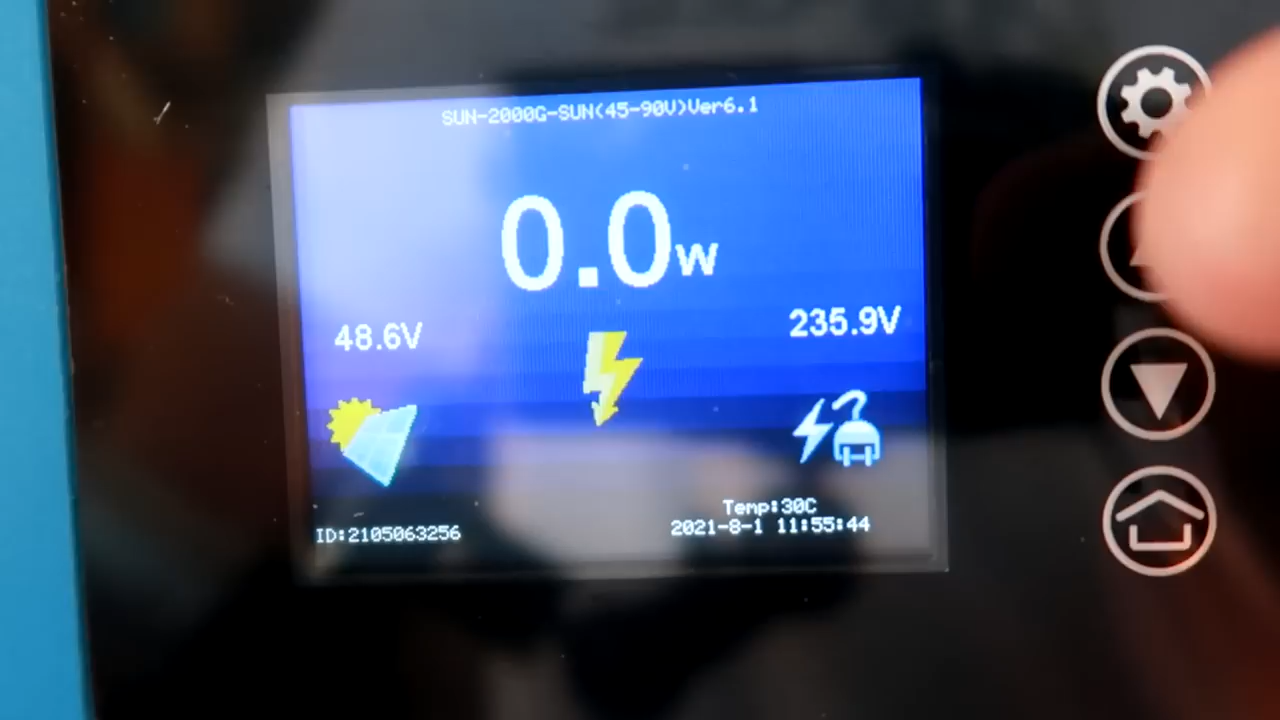 SUN-2000G-SUN(45-90V)Ver6.1
0.0w
48.6V
235.9V
Temp:30C
ID:2105063256
2021-8-1 11:55:44